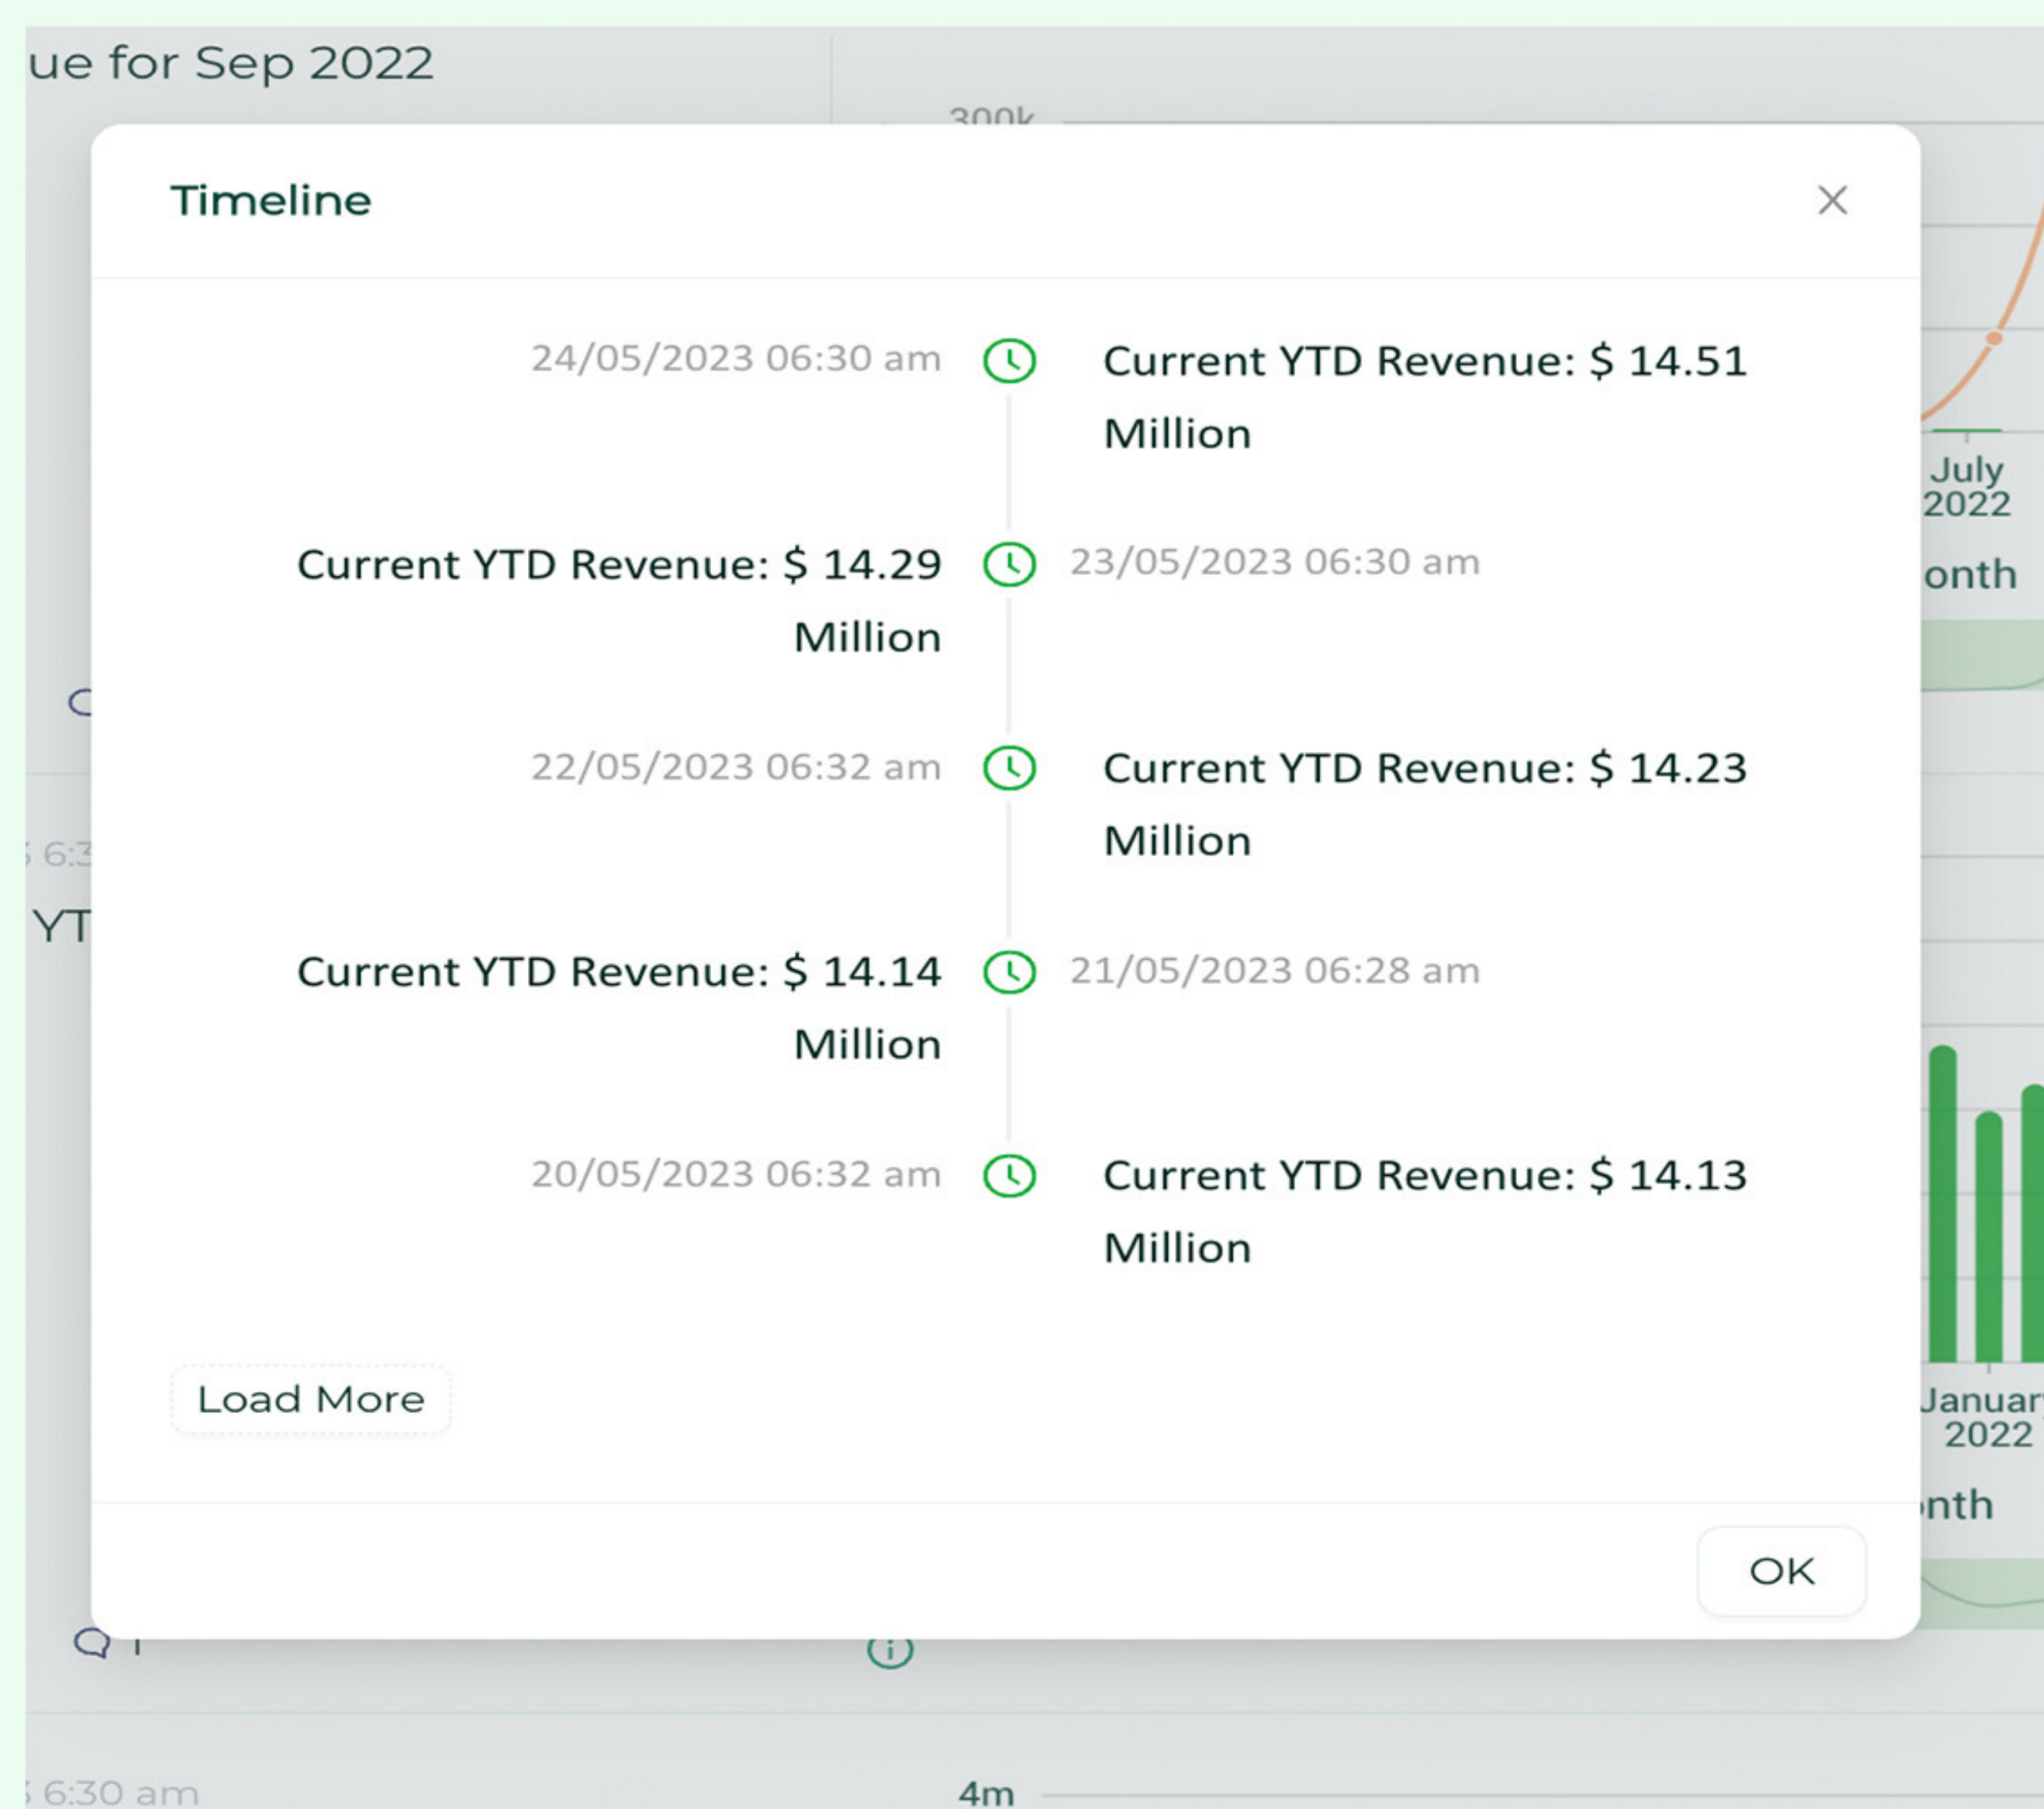 ue for Sep 2022
300k
Timeline
24/05/2023 06:30 am
Current YTD Revenue: $ 14.51
Million
Current YTD Revenue: $ 14.29
Million
23/05/2023 06:30 am
22/05/2023 06:32 am
Current YTD Revenue: $ 14.23
Million
Current YTD Revenue: $ 14.14
Million
21/05/2023 06:28 am
20/05/2023 06:32 am
Current YTD Revenue: $ 14.13
Million
Load More
OK
July
2022
onth
6:3
YT
Januar
2022
nth
6:30 am
4m